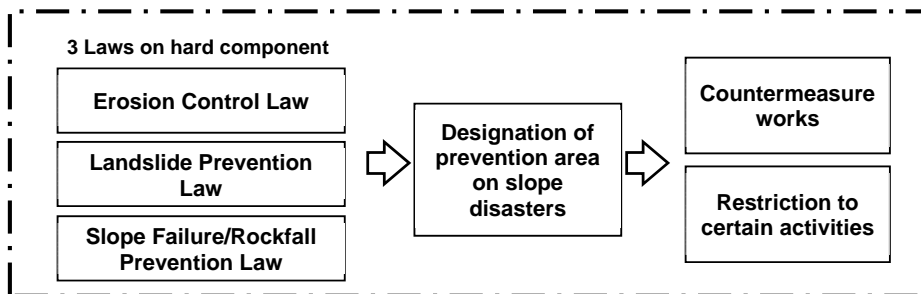 3 Laws on hard component
Erosion Control Law
Landslide Prevention
Law
Slope Failure/Rockfall
Prevention Law
Designation of
prevention area
on slope
disasters
Countermeasure
works
Restriction to
certain activities